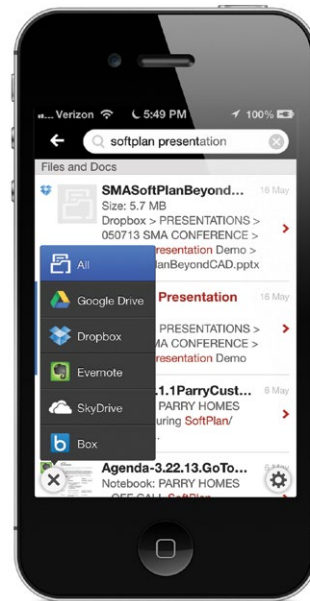 Verizon 5:49 PM 100%
softplan presentation
Files and Docs
SMASoftPlanBeyond... 16 May
Size: 5.7 MB
Dropbox > PRESENTATIONS >
050713 SMA CONFERENCE >
All
resentation Demo >
anBeyondCAD.pptx
Google Drive
Presentation 16 May
Dropbox
PRESENTATIONS >
MA CONFERENCE >
resentation Demo
Evernote
.1.1ParryCust... 6 May
PARRY HOMES
SkyDrive
uring SoftPlan/
Box
Agenda-3.22.13.GoTo...
Notebook: PARRY HOMES